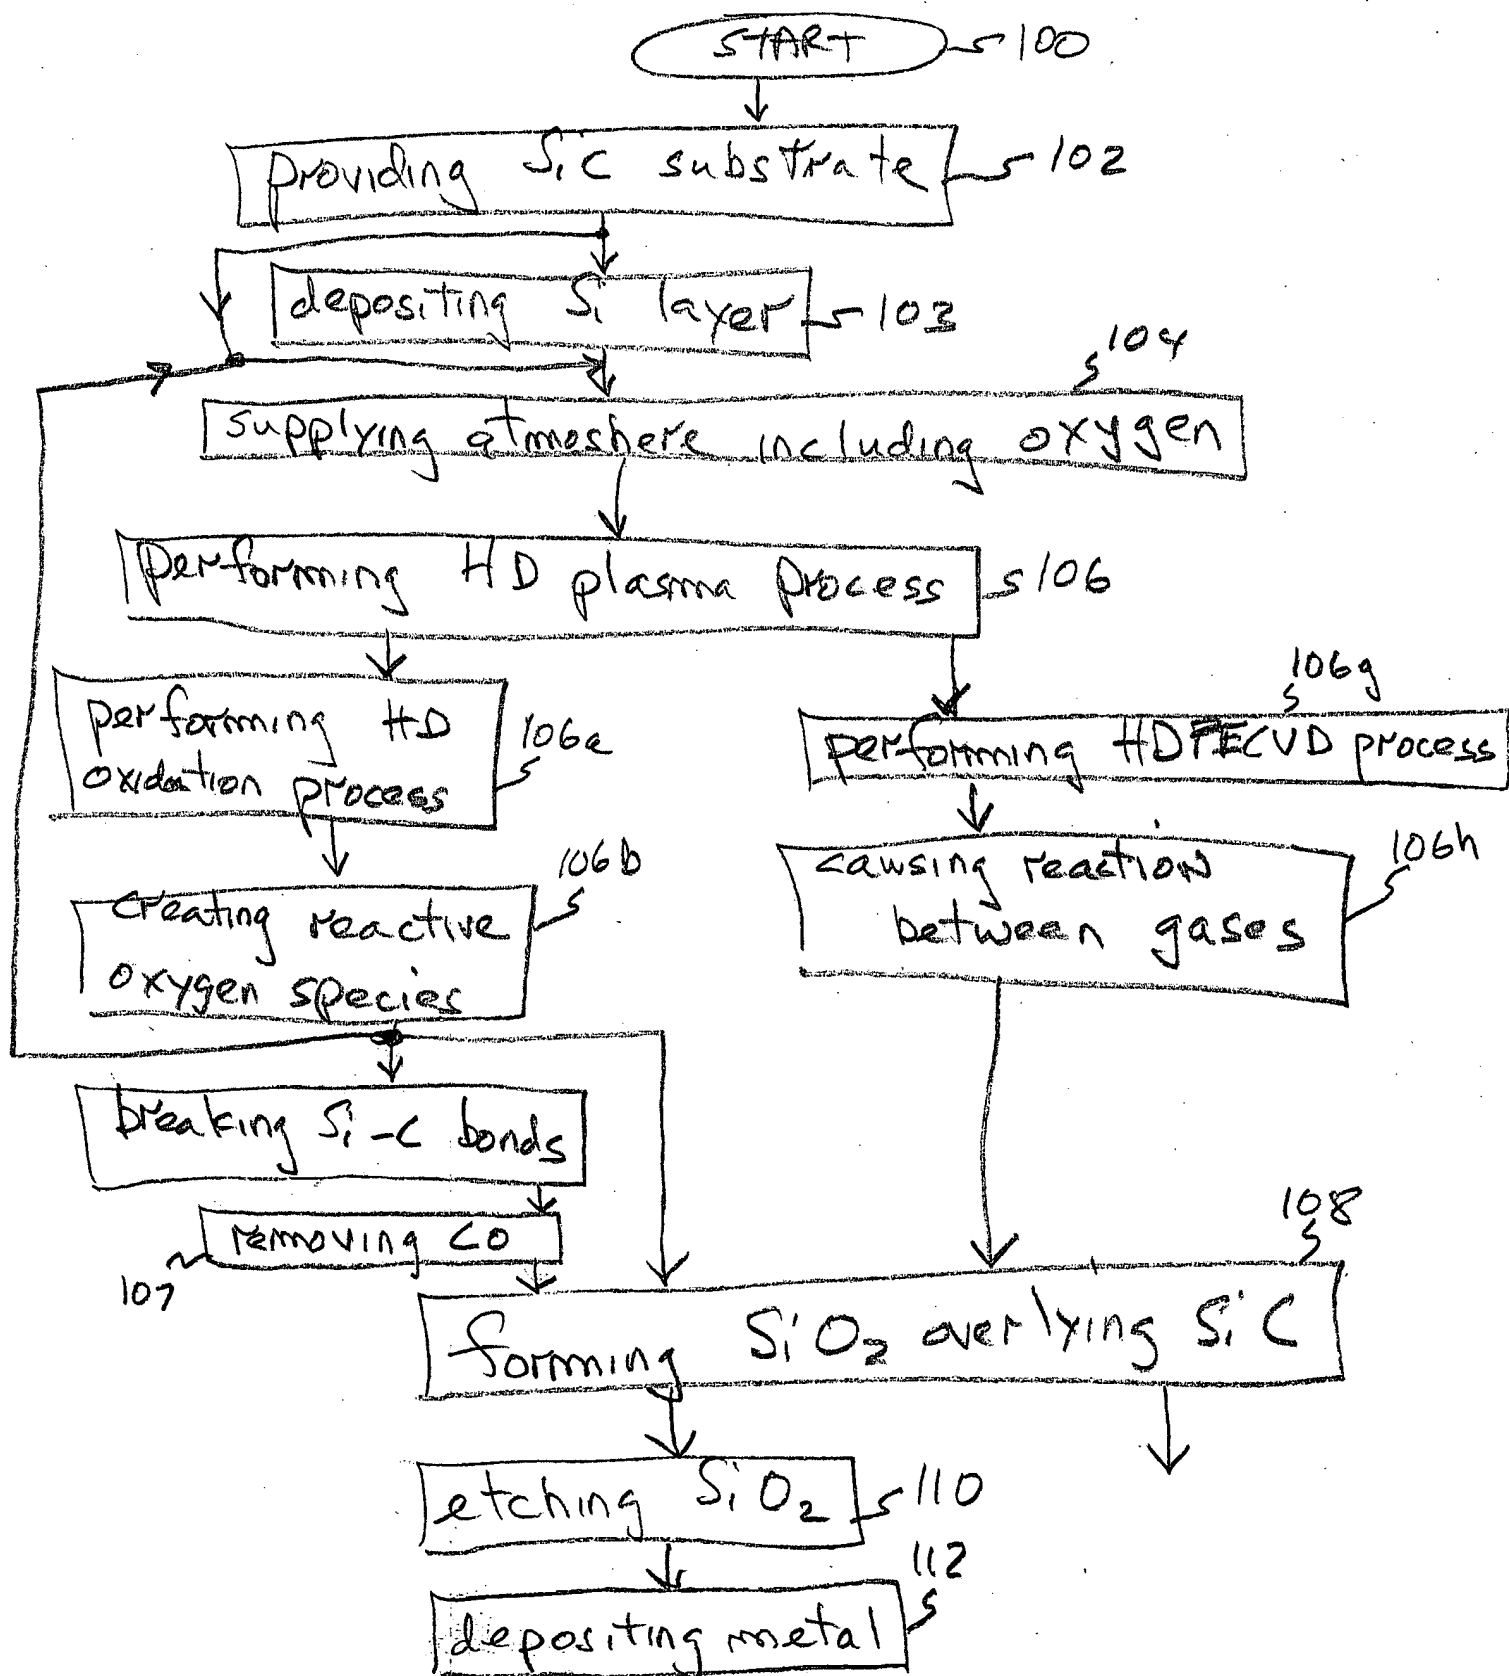 START 100
providing SiC substrate 102
depositing Si layer 103
104
supplying atmoshere including oxygen
performing HD plasma process 106
106g
performing HD
oxidation process
106a
performing HDPECVD process
106b
creating reactive
oxygen species
causing reaction
between gases
106h
breaking Si-C bonds
removing CO
107
108
forming SiO2 overlying SiC
etching SiO2 110
112
depositing metal